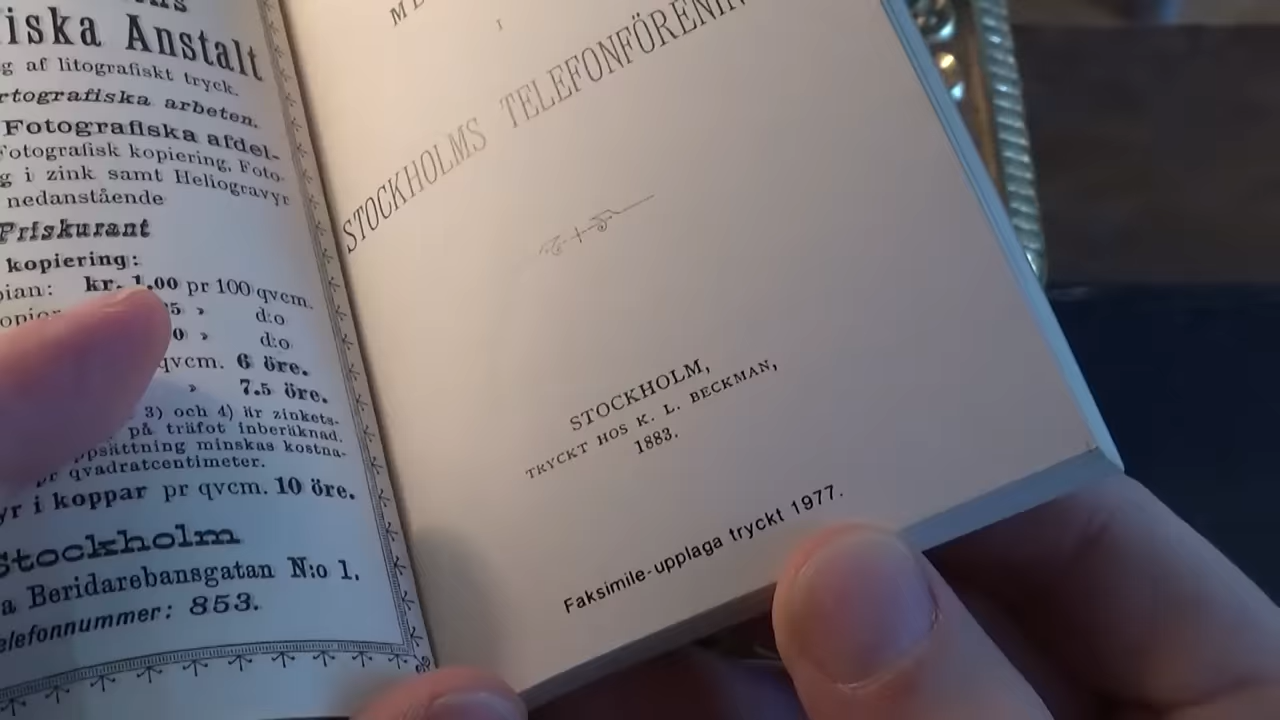 iska Anstalt
g af litografiskt tryck.
rtografiska arbeten.
Fotografiska afdel-
Fotografisk kopiering, Foto-
g i zink samt Heliogravyr
nedanstående
Priskurant
kopiering:
kr. 1.00 pr 100 qvcm.
d:o
d:o
qvcm. 6 öre.
» 7.5 öre.
3) och 4) är zinkets-
på träfot inberäknad.
kostna-
pr qvadratcentimeter.
yr i koppar pr qvcm. 10 öre.
Stockholm
a Beridarebansgatan N:o 1.
elefonnummer: 853.
I
STOCKHOLMS TELEFONFÖRENIN
STOCKHOLM,
TRYCKT HOS K. L. BECKMAN,
1883.
Faksimile-upplaga tryckt 1977.